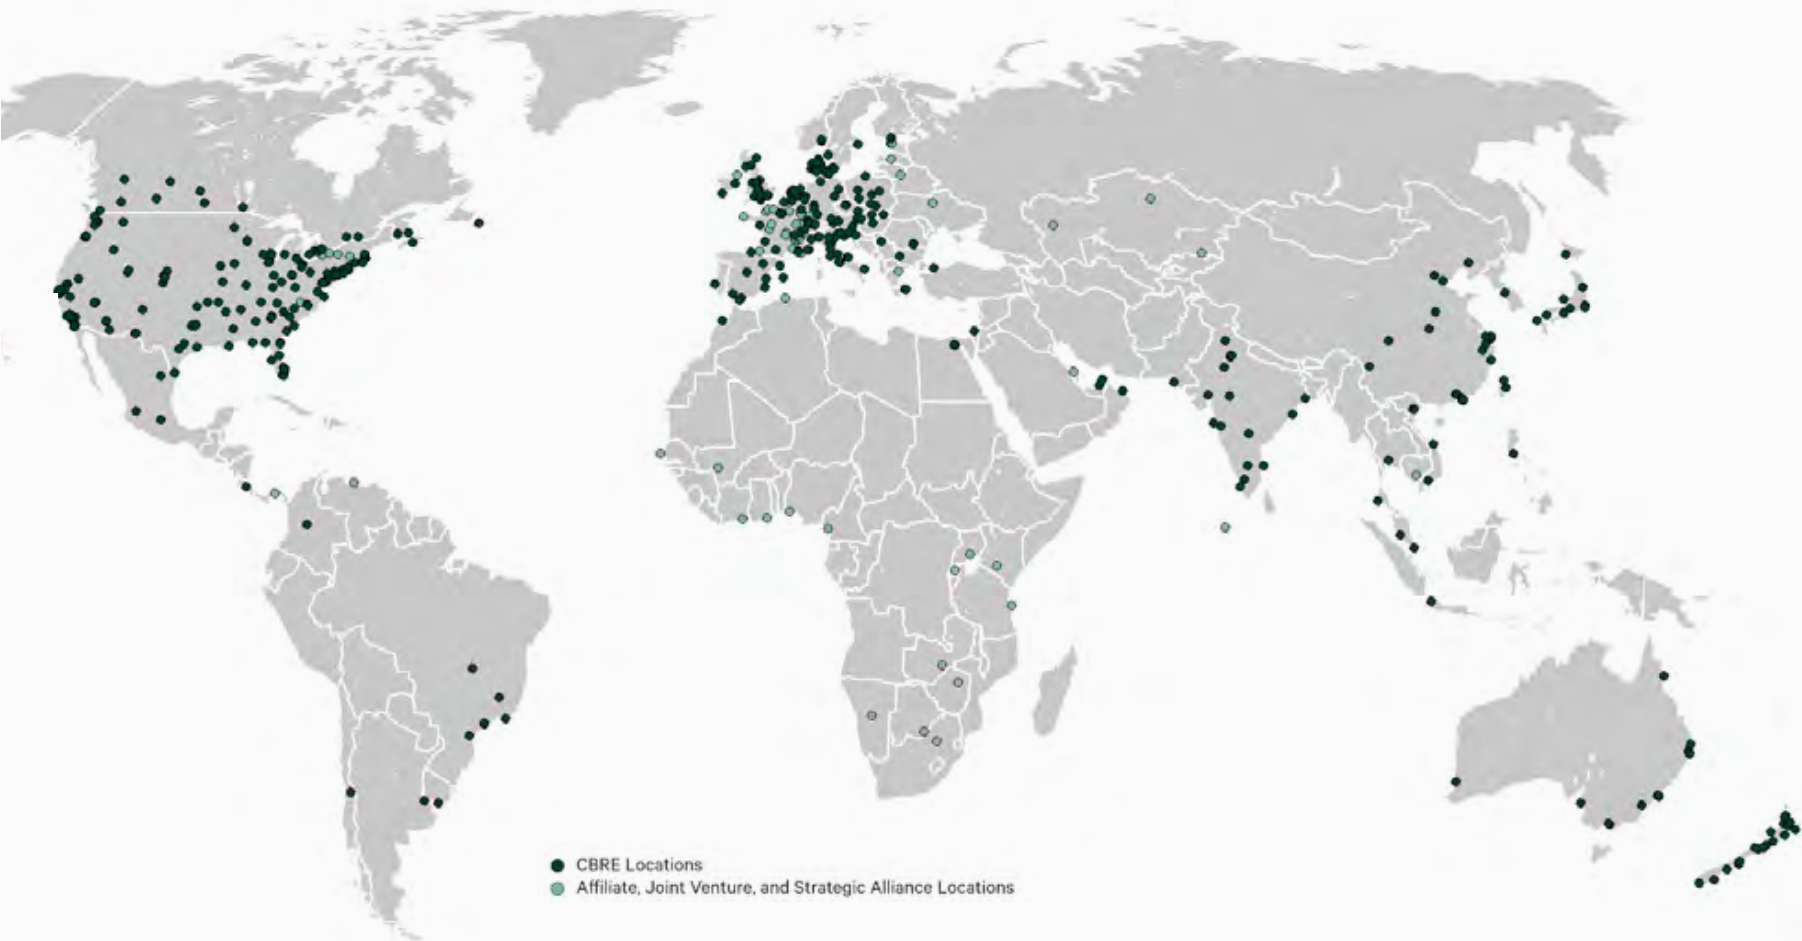 CBRE Locations
Affiliate, Joint Venture, and Strategic Alliance Locations